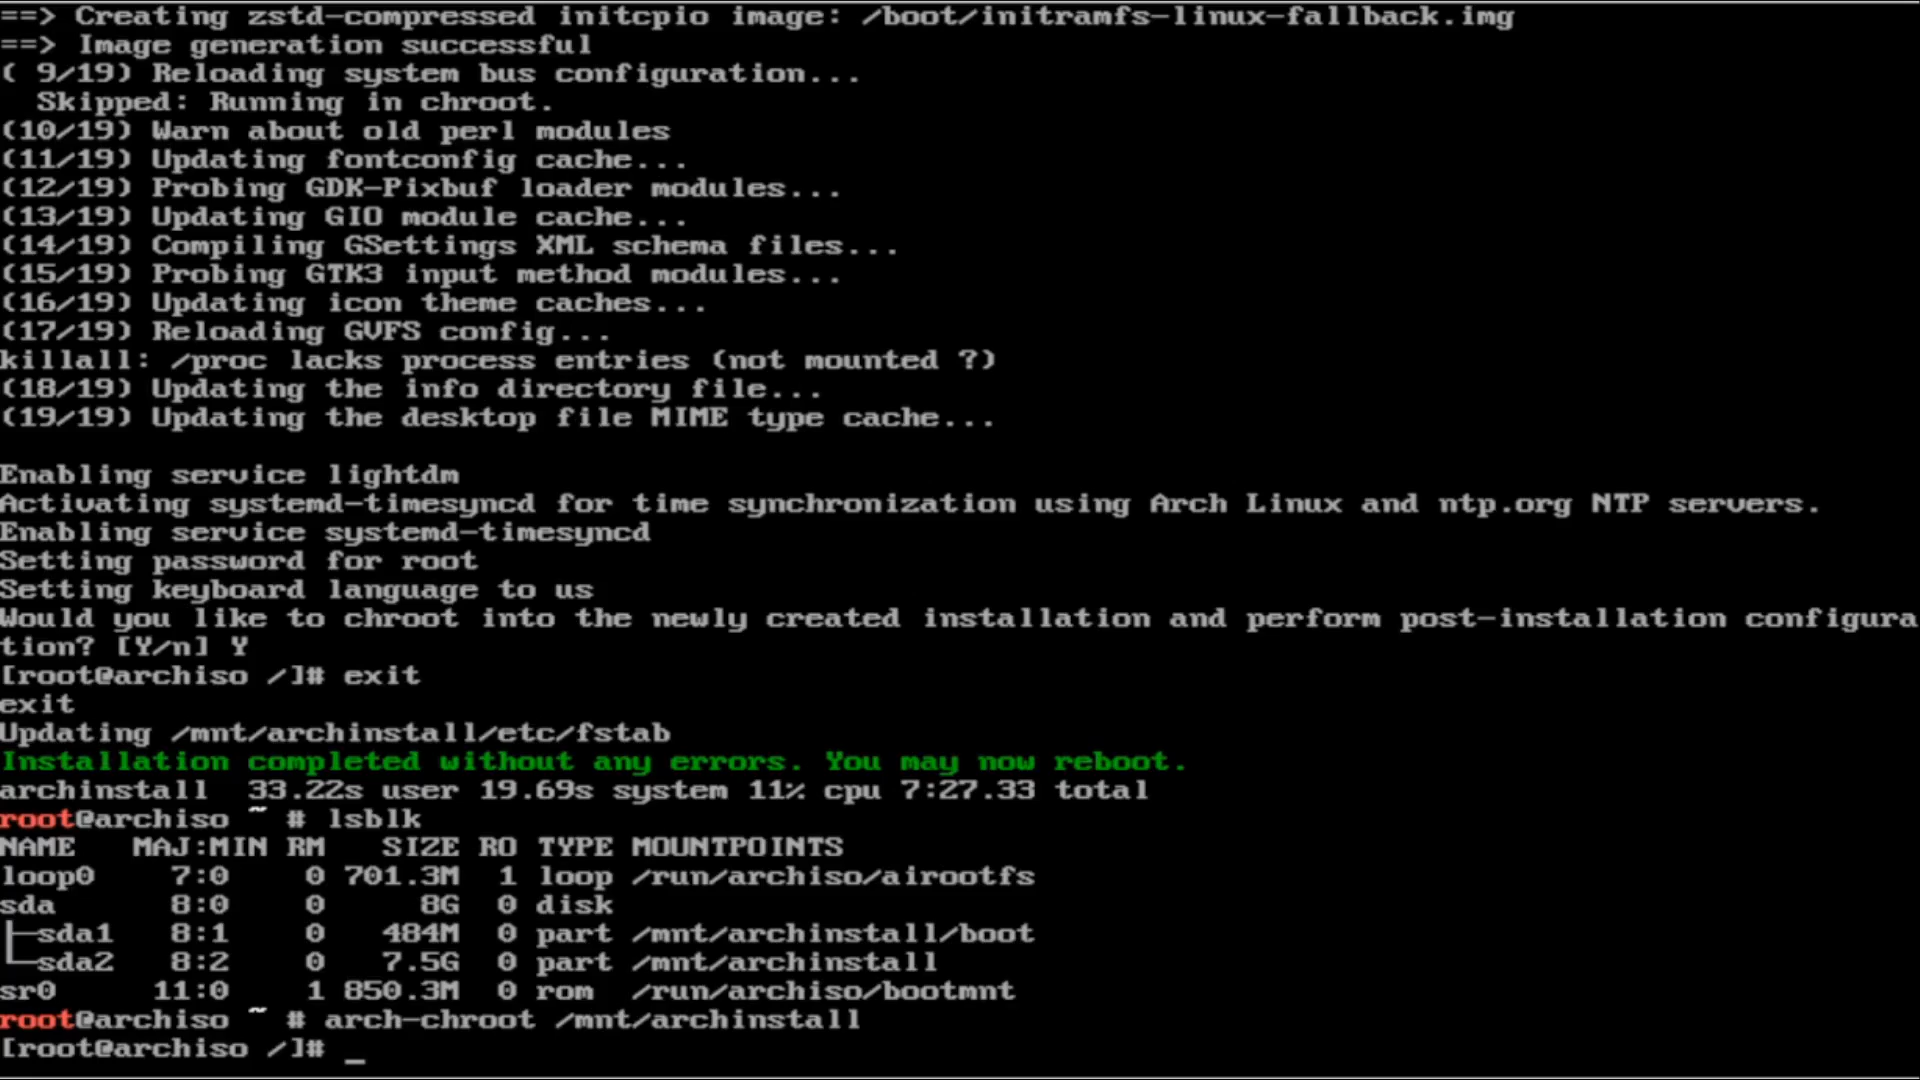 ==> Creating zstd-compressed initcpio image: /boot/initramfs-linux-fallback.img
==> Image generation successful
( 9/19) Reloading system bus configuration...
  Skipped: Running in chroot.
(10/19) Warn about old perl modules
(11/19) Updating fontconfig cache...
(12/19) Probing GDK-Pixbuf loader modules...
(13/19) Updating GIO module cache...
(14/19) Compiling GSettings XML schema files...
(15/19) Probing GTK3 input method modules...
(16/19) Updating icon theme caches...
(17/19) Reloading GVFS config...
killall: /proc lacks process entries (not mounted ?)
(18/19) Updating the info directory file...
(19/19) Updating the desktop file MIME type cache...

Enabling service lightdm
Activating systemd-timesyncd for time synchronization using Arch Linux and ntp.org NTP servers.
Enabling service systemd-timesyncd
Setting password for root
Setting keyboard language to us
Would you like to chroot into the newly created installation and perform post-installation configura
tion? [Y/n] Y
[root@archiso /]# exit
exit
Updating /mnt/archinstall/etc/fstab
Installation completed without any errors. You may now reboot.
archinstall  33.22s user 19.69s system 11% cpu 7:27.33 total
root@archiso ~ # lsblk
NAME   MAJ:MIN RM   SIZE RO TYPE MOUNTPOINTS
loop0    7:0    0 701.3M  1 loop /run/archiso/airootfs
sda      8:0    0     8G  0 disk
├─sda1   8:1    0   484M  0 part /mnt/archinstall/boot
└─sda2   8:2    0   7.5G  0 part /mnt/archinstall
sr0     11:0    1 850.3M  0 rom  /run/archiso/bootmnt
root@archiso ~ # arch-chroot /mnt/archinstall
[root@archiso /]# _